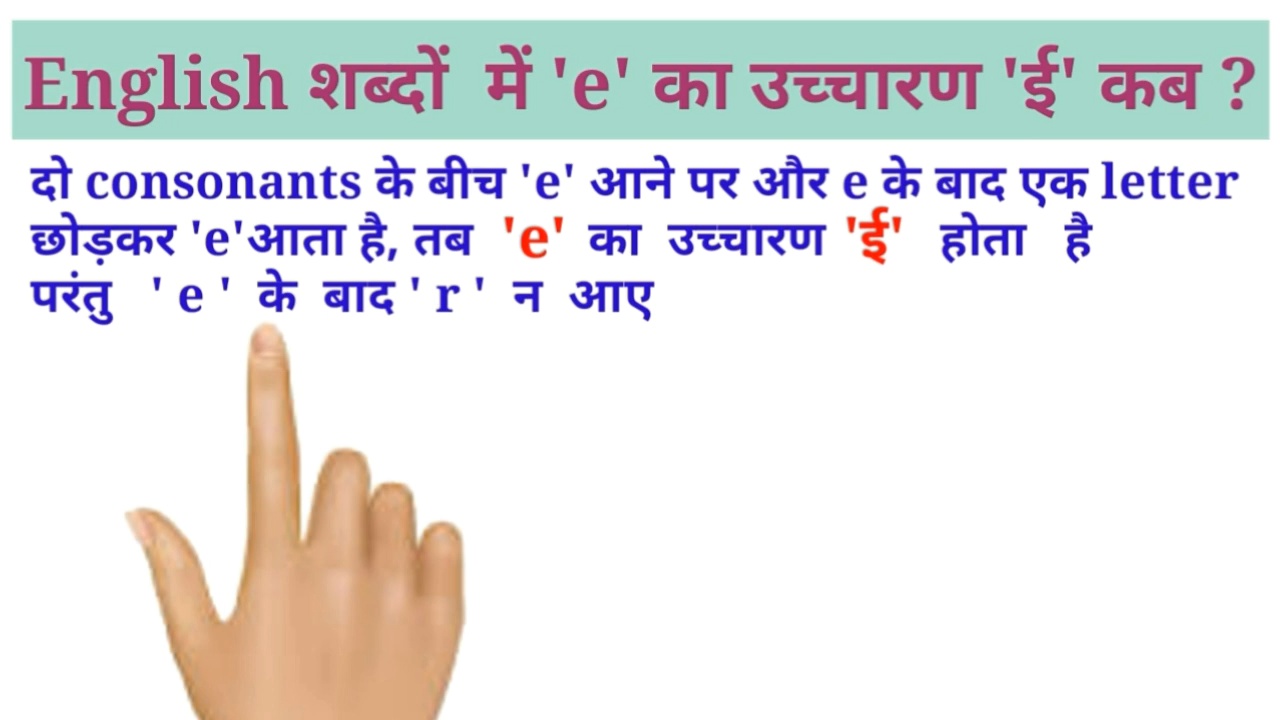 English शब्दों में 'e' का उच्चारण 'ई' कब ?
दो consonants के बीच 'e' आने पर और e के बाद एक letter
छोड़कर 'e'आता है, तब 'e' का उच्चारण 'ई' होता है
परंतु ' e ' के बाद ' r ' न आए